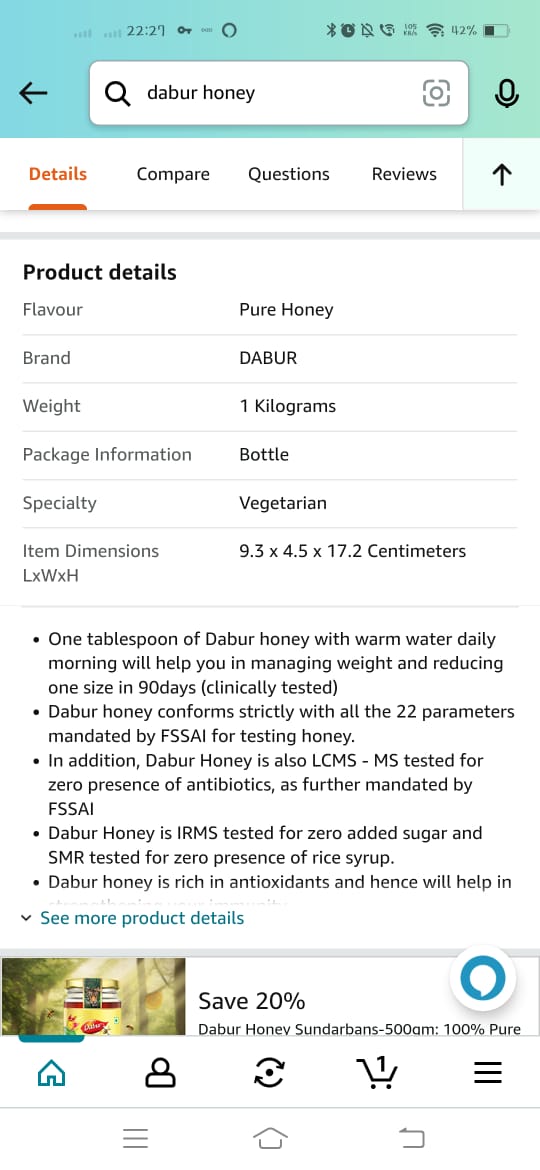 22:27
105
KB/s
42%
dabur honey
Details Compare Questions Reviews
Product details
Flavour Pure Honey
Brand DABUR
Weight 1 Kilograms
Package Information Bottle
Specialty Vegetarian
Item Dimensions 9.3 x 4.5 x 17.2 Centimeters
LxWxH
• One tablespoon of Dabur honey with warm water daily
morning will help you in managing weight and reducing
one size in 90days (clinically tested)
• Dabur honey conforms strictly with all the 22 parameters
mandated by FSSAI for testing honey.
• In addition, Dabur Honey is also LCMS - MS tested for
zero presence of antibiotics, as further mandated by
FSSAI
• Dabur Honey is IRMS tested for zero added sugar and
SMR tested for zero presence of rice syrup.
• Dabur honey is rich in antioxidants and hence will help in
strengthening your immunity
See more product details
Dabur
Save 20%
Dabur Honey Sundarbans-500gm: 100% Pure
1